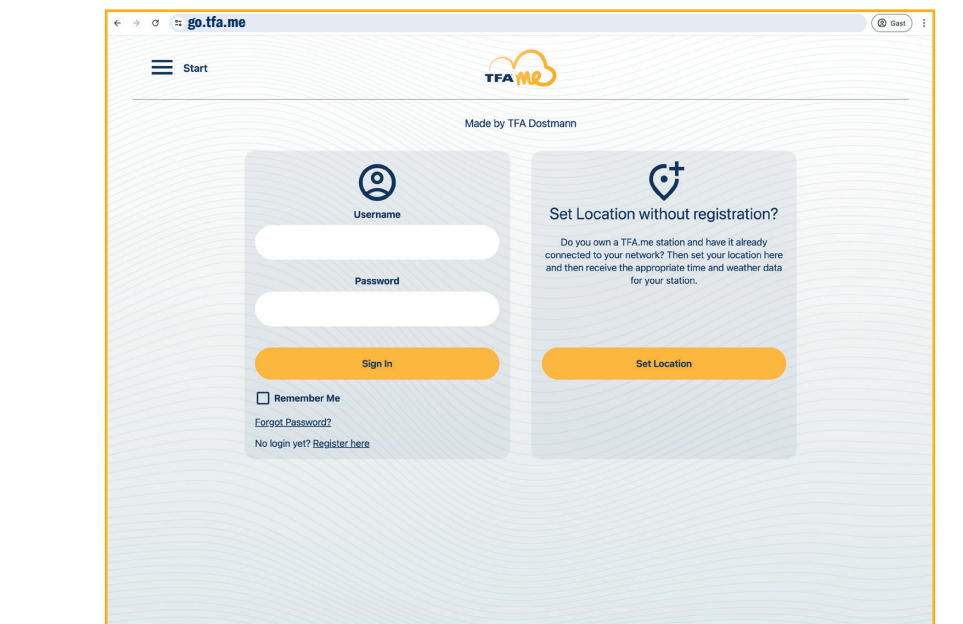 go.tfa.me
Gast
Start
TFA me
Made by TFA Dostmann
Username
Password
Sign In
Remember Me
Forgot Password?
No login yet? Register here
Set Location without registration?
Do you own a TFA.me station and have it already
connected to your network? Then set your location here
and then receive the appropriate time and weather data
for your station.
Set Location